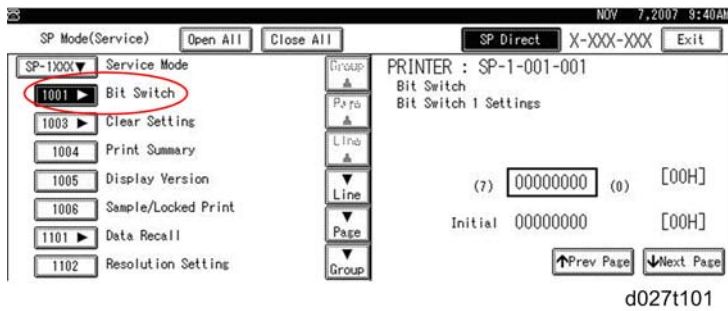 NOV 7,2007 9:40AM
SP Mode(Service) Open All Close All SP Direct X-XXX-XXX Exit
SP-1XXX▼ Service Mode
1001 ▶ Bit Switch
1003 ▶ Clear Setting
1004 Print Summary
1005 Display Version
1006 Sample/Locked Print
1101 ▶ Data Recall
1102 Resolution Setting
Group
▲
Page
▲
Line
▲
▼
Line
▼
Page
▼
Group
PRINTER : SP-1-001-001
Bit Switch
Bit Switch 1 Settings
(7) 00000000 (0) [00H]
Initial 00000000 [00H]
↑Prev Page ↓Next Page
d027t101